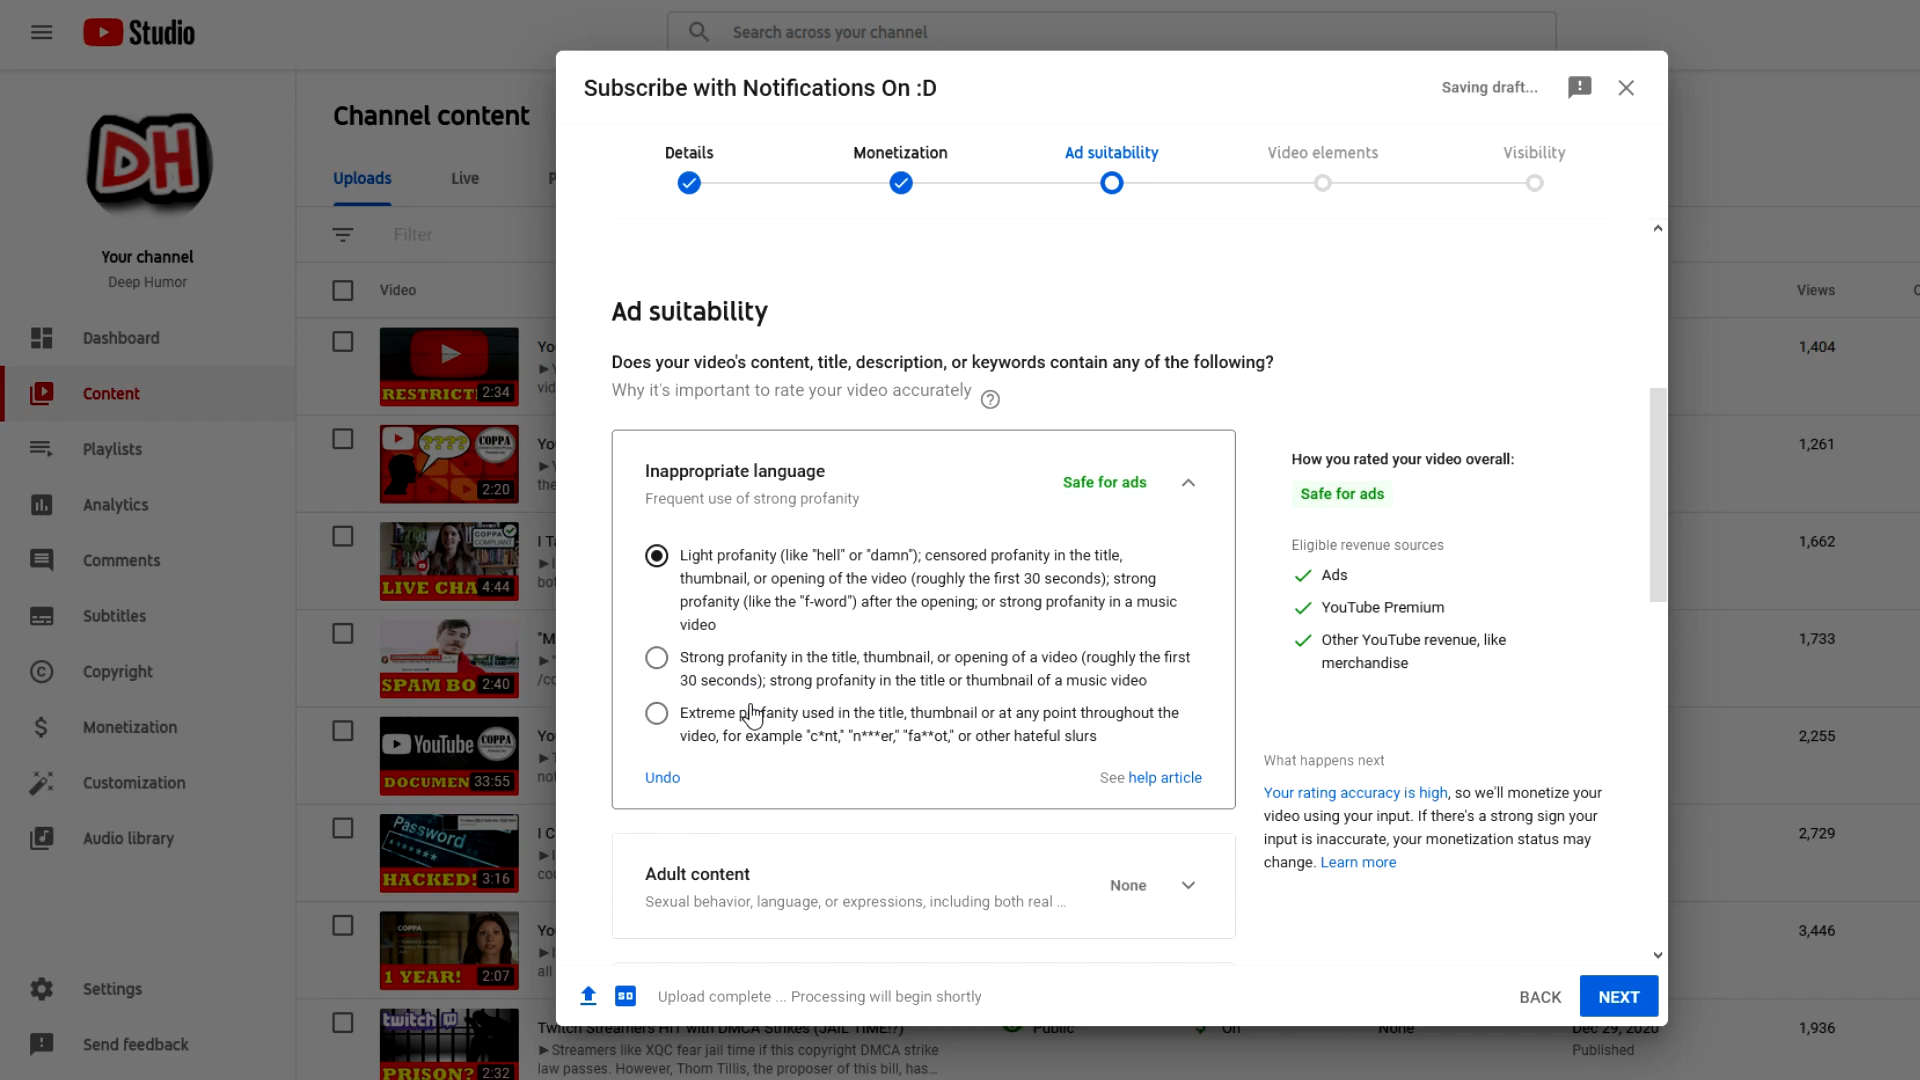 Studio
Search across your channel
DH
Your channel
Deep Humor
Dashboard
Content
Playlists
Analytics
Comments
Subtitles
Copyright
Monetization
Customization
Audio library
Settings
Send feedback
Channel content
Uploads
Live
P
Filter
Video
Views
RESTRICT
2:34
Yo
1,404
????
COPPA
2:20
Yo
1,261
COPPA
LIVE CHA
4:44
I T
1,662
SPAM BO
2:40
"M
1,733
YouTube
COPPA
DOCUMEN
33:55
Yo
2,255
Password
HACKED!
3:16
I C
2,729
COPPA
1 YEAR!
2:07
Yo
3,446
twitch
PRISON?
2:32
Twitch Streamers HIT with DMCA Strikes (JAIL TIME!?)
►Streamers like XQC fear jail time if this copyright DMCA strike
law passes. However, Thom Tillis, the proposer of this bill, has...
Public
On
None
Dec 29, 2020
Published
1,936
Subscribe with Notifications On :D
Saving draft...
Details
Monetization
Ad suitability
Video elements
Visibility
Ad suitability
Does your video's content, title, description, or keywords contain any of the following?
Why it's important to rate your video accurately
Inappropriate language
Frequent use of strong profanity
Safe for ads
Light profanity (like "hell" or "damn"); censored profanity in the title,
thumbnail, or opening of the video (roughly the first 30 seconds); strong
profanity (like the "f-word") after the opening; or strong profanity in a music
video
Strong profanity in the title, thumbnail, or opening of a video (roughly the first
30 seconds); strong profanity in the title or thumbnail of a music video
Extreme profanity used in the title, thumbnail or at any point throughout the
video, for example "c*nt," "n***er," "fa**ot," or other hateful slurs
Undo
See help article
Adult content
Sexual behavior, language, or expressions, including both real ...
None
How you rated your video overall:
Safe for ads
Eligible revenue sources
Ads
YouTube Premium
Other YouTube revenue, like
merchandise
What happens next
Your rating accuracy is high, so we'll monetize your
video using your input. If there's a strong sign your
input is inaccurate, your monetization status may
change. Learn more
SD
Upload complete ... Processing will begin shortly
BACK
NEXT